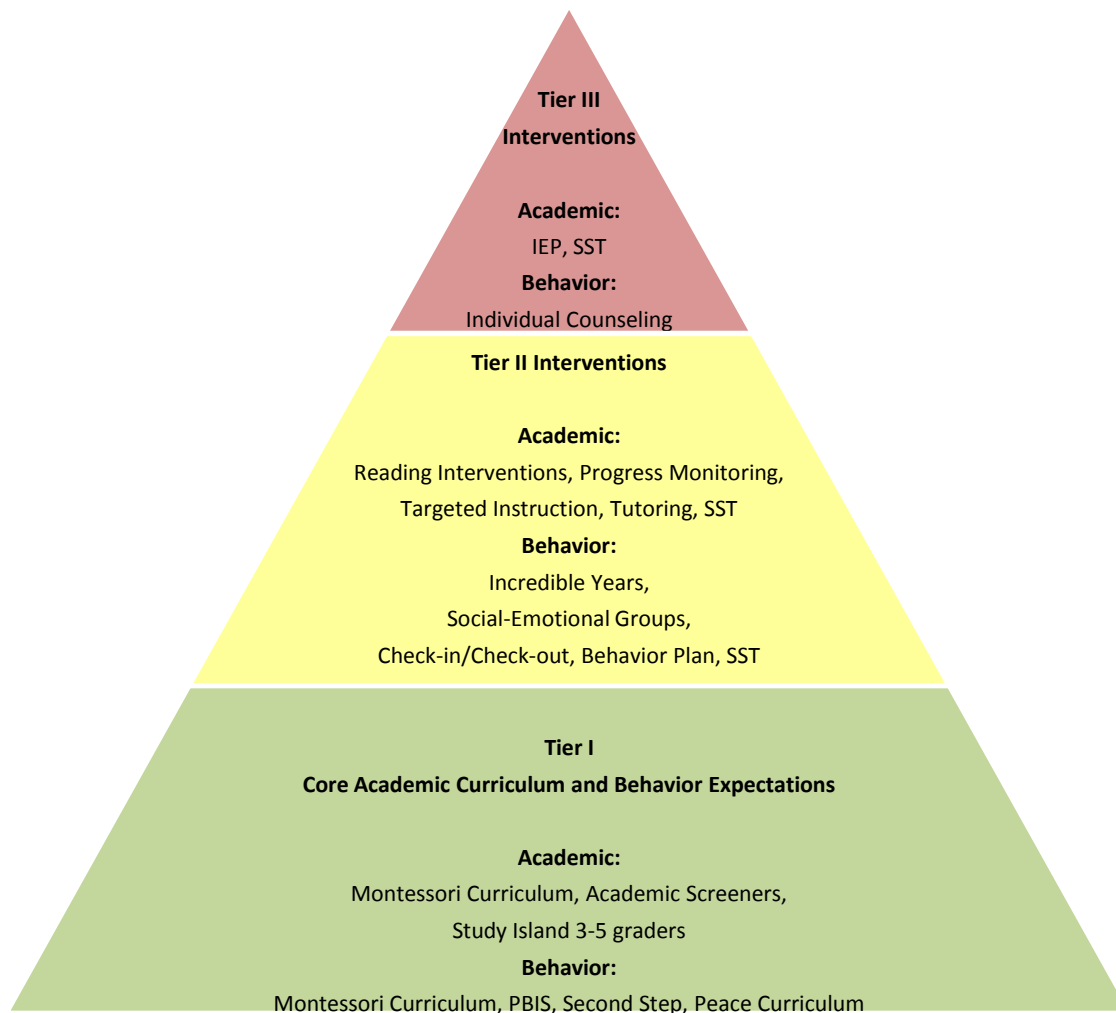 Tier III
Interventions
Academic:
IEP, SST
Behavior:
Individual Counseling
Tier II Interventions
Academic:
Reading Interventions, Progress Monitoring,
Targeted Instruction, Tutoring, SST
Behavior:
Incredible Years,
Social-Emotional Groups,
Check-in/Check-out, Behavior Plan, SST
Tier I
Core Academic Curriculum and Behavior Expectations
Academic:
Montessori Curriculum, Academic Screeners,
Study Island 3-5 graders
Behavior:
Montessori Curriculum, PBIS, Second Step, Peace Curriculum